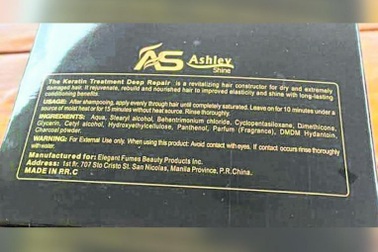 AS Ashley
Shine
The Keratin Treatment Deep Repair is a revitalizing hair constructor for dry and extremely
damaged hair. It rejuvenate, rebuild and nourished hair to improved elasticity and shine with long-lasting
conditioning benefits.
USAGE: After shampooing, apply evenly through hair until completely saturated. Leave on for 10 minutes under a
source of moist heat or for 15 minutes without heat source. Rinse thoroughly.
INGREDIENTS: Aqua, Stearyl alcohol, Behentrimonium chloride, Cyclopentasiloxane, Dimethicone,
Glycerin, Cetyl alcohol, Hydroxyethylcellulose, Panthenol, Parfum (Fragrance), DMDM Hydantoin,
Charcoal powder.
WARNING: For External Use only. When using this product: Avoid contact with eyes. If contact occurs rinse thoroughly
with water.
Manufactured for: Elegant Fumes Beauty Products Inc.
Address: 1st flr. 707 Sto Cristo St. San Nicolas, Manila Province, P.R.China.
MADE IN P.R.C